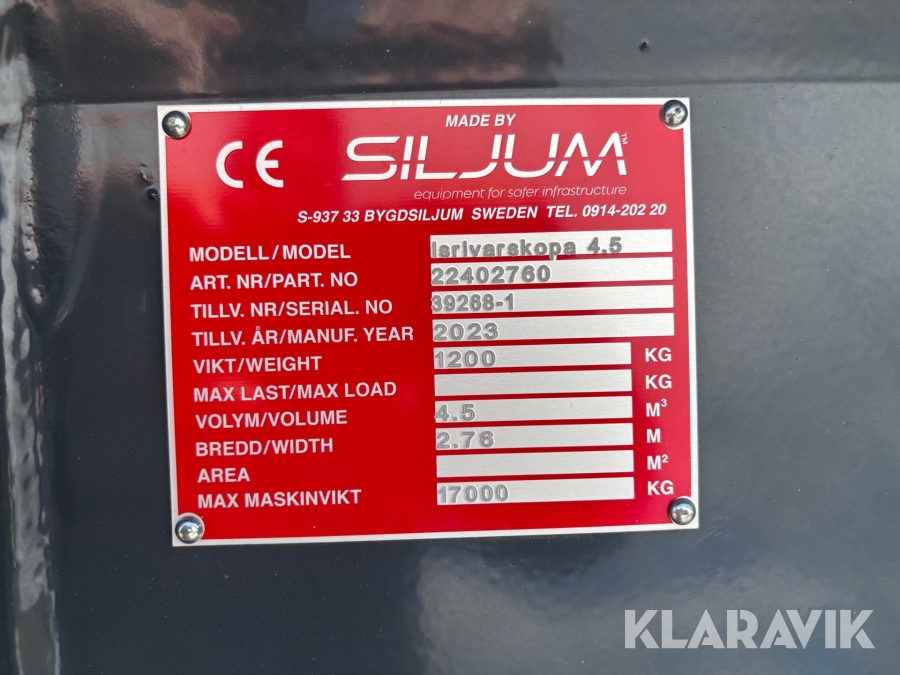 MADE BY
CE SILJUM™
equipment for safer infrastructure
S-937 33 BYGDSILJUM SWEDEN TEL. 0914-202 20
MODELL/MODEL Isrivarskopa 4.5
ART. NR/PART. NO 22402760
TILLV. NR/SERIAL. NO 39268-1
TILLV. ÅR/MANUF. YEAR 2023
VIKT/WEIGHT 1200 KG
MAX LAST/MAX LOAD KG
VOLYM/VOLUME 4.5 M³
BREDD/WIDTH 2.76 M
AREA M²
MAX MASKINVIKT 17000 KG
KLARAVIK